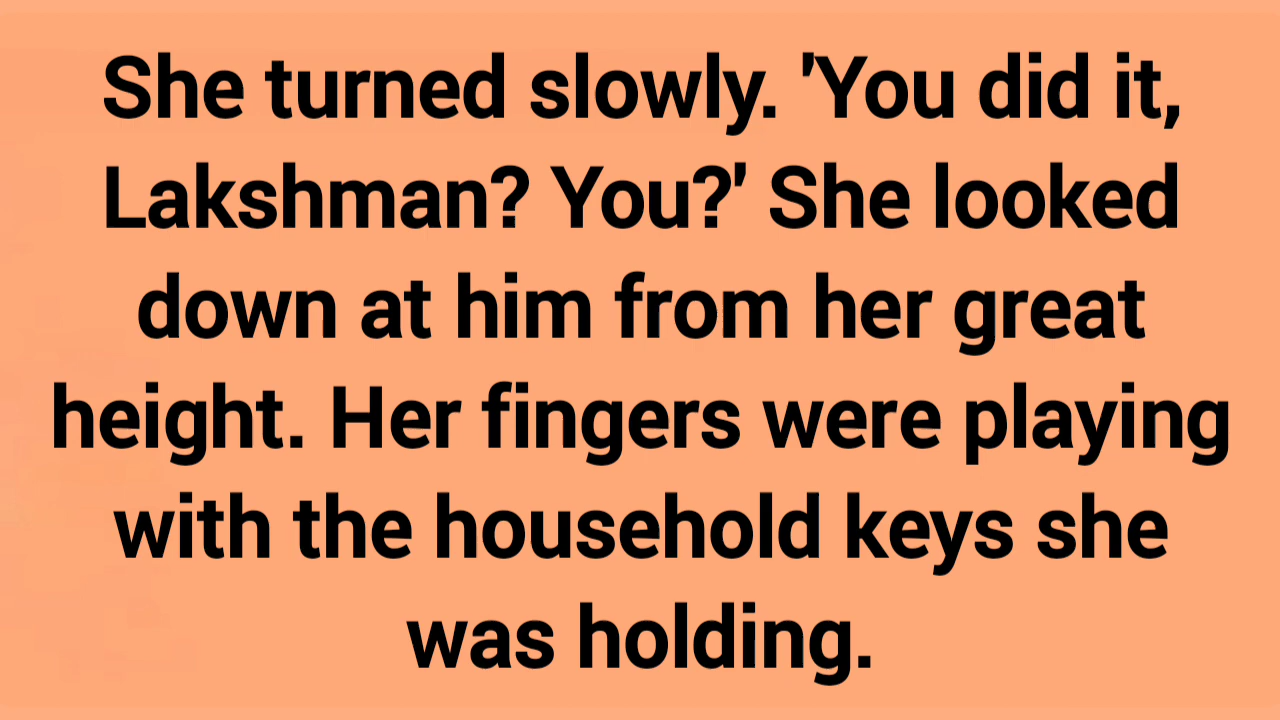 She turned slowly. 'You did it,
Lakshman? You?' She looked
down at him from her great
height. Her fingers were playing
with the household keys she
was holding.